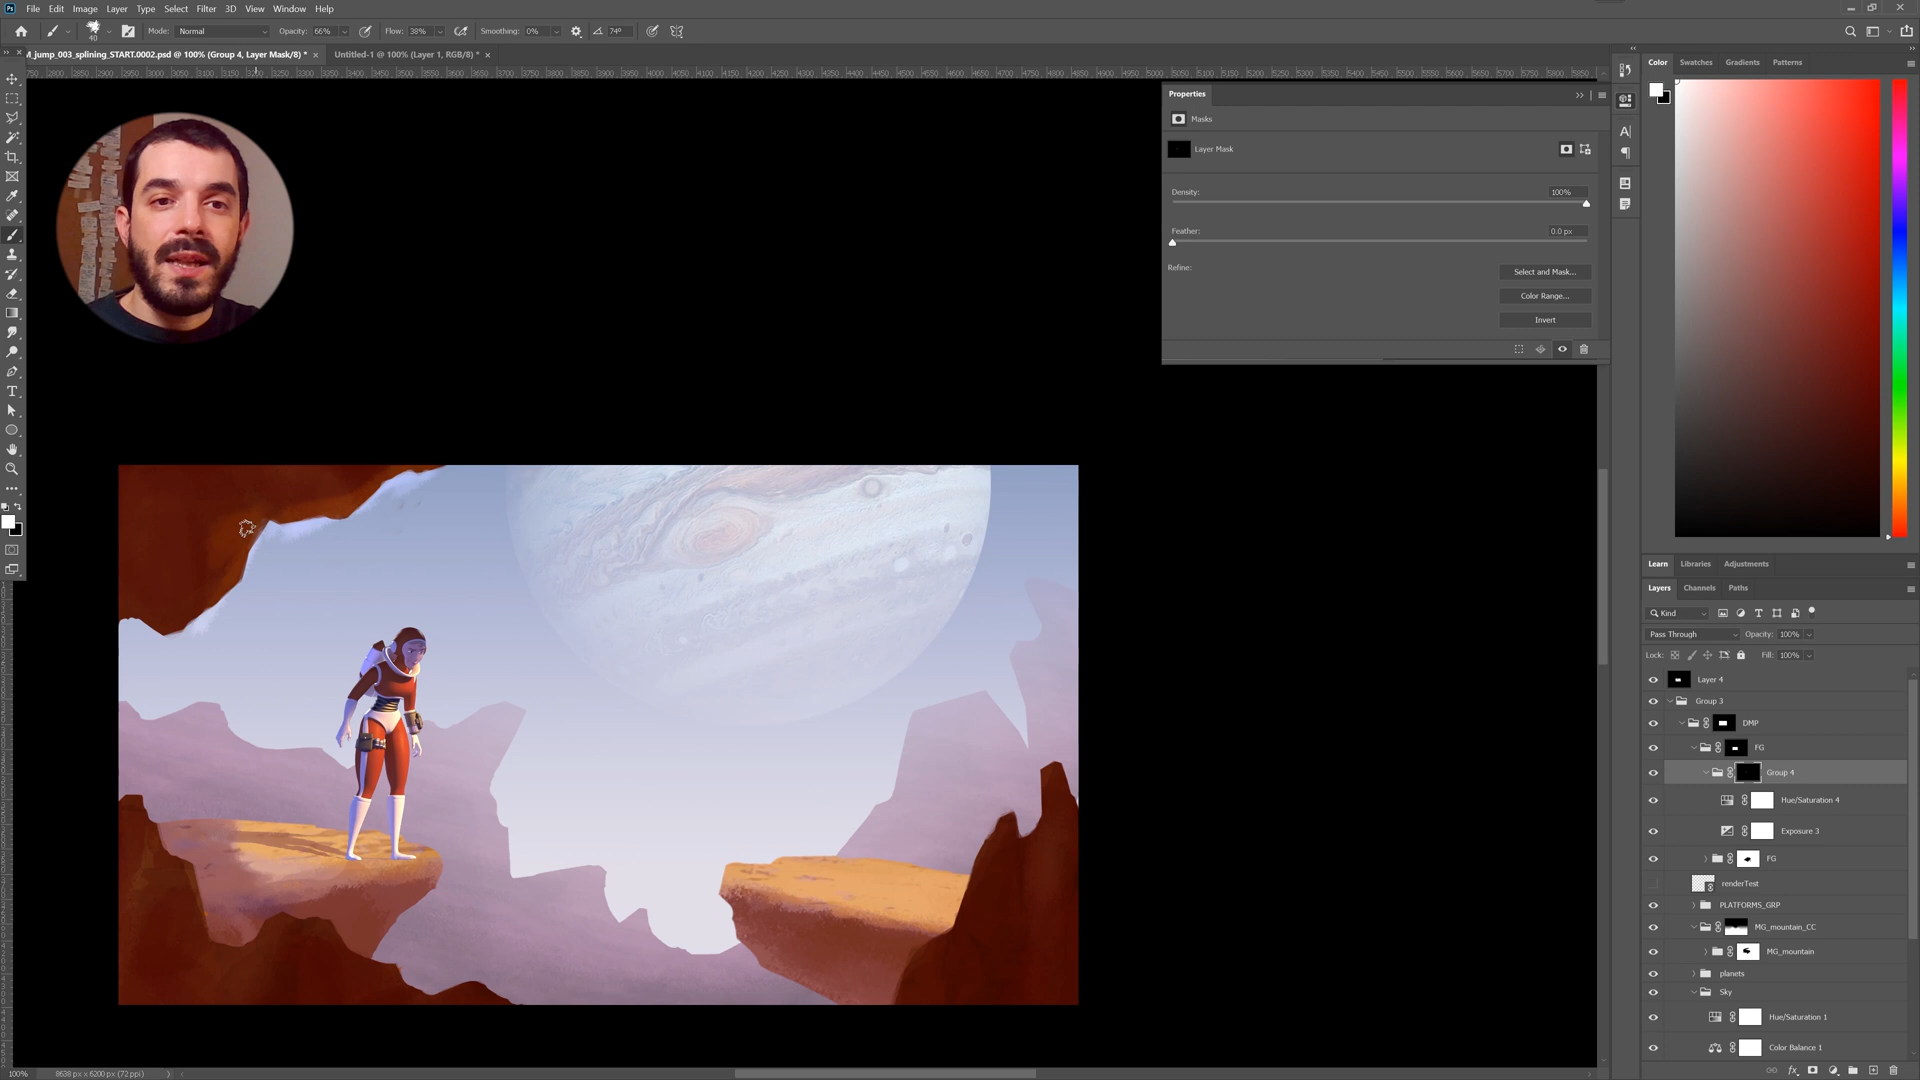 Ps File Edit Image Layer Type Select Filter 3D View Window Help
40 Mode: Normal Opacity: 66% Flow: 38% Smoothing: 0% 74°
M_jump_003_splining_START.0002.psd @ 100% (Group 4, Layer Mask/8) * × Untitled-1 @ 100% (Layer 1, RGB/8) * ×
Properties
Masks
Layer Mask
Density: 100%
Feather: 0.0 px
Refine:
Select and Mask...
Color Range...
Invert
Color Swatches Gradients Patterns
Learn Libraries Adjustments
Layers Channels Paths
Kind
Pass Through Opacity: 100%
Lock: Fill: 100%
Layer 4
Group 3
DMP
FG
Group 4
Hue/Saturation 4
Exposure 3
FG
renderTest
PLATFORMS_GRP
MG_mountain_CC
MG_mountain
planets
Sky
Hue/Saturation 1
Color Balance 1
100% 8638 px x 6200 px (72 ppi)